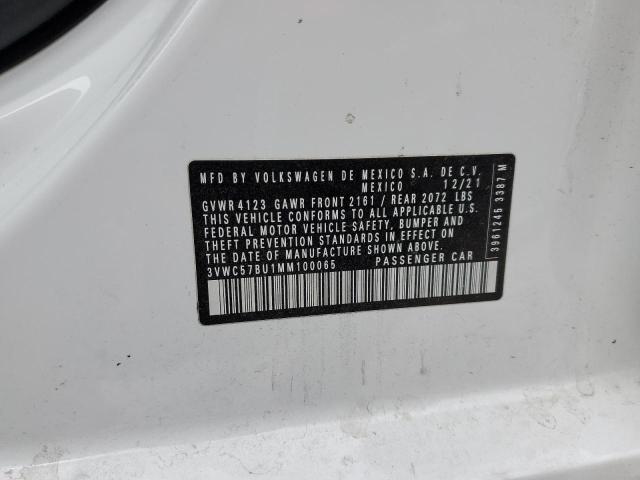 MFD BY VOLKSWAGEN DE MEXICO S.A. DE C.V.
MEXICO 12/21
GVWR 4123 GAWR FRONT 2161 / REAR 2072 LBS
THIS VEHICLE CONFORMS TO ALL APPLICABLE U.S.
FEDERAL MOTOR VEHICLE SAFETY, BUMPER AND
THEFT PREVENTION STANDARDS IN EFFECT ON
THE DATE OF MANUFACTURE SHOWN ABOVE.
3VWC57BU1MM100065 PASSENGER CAR
3961245 3387 M